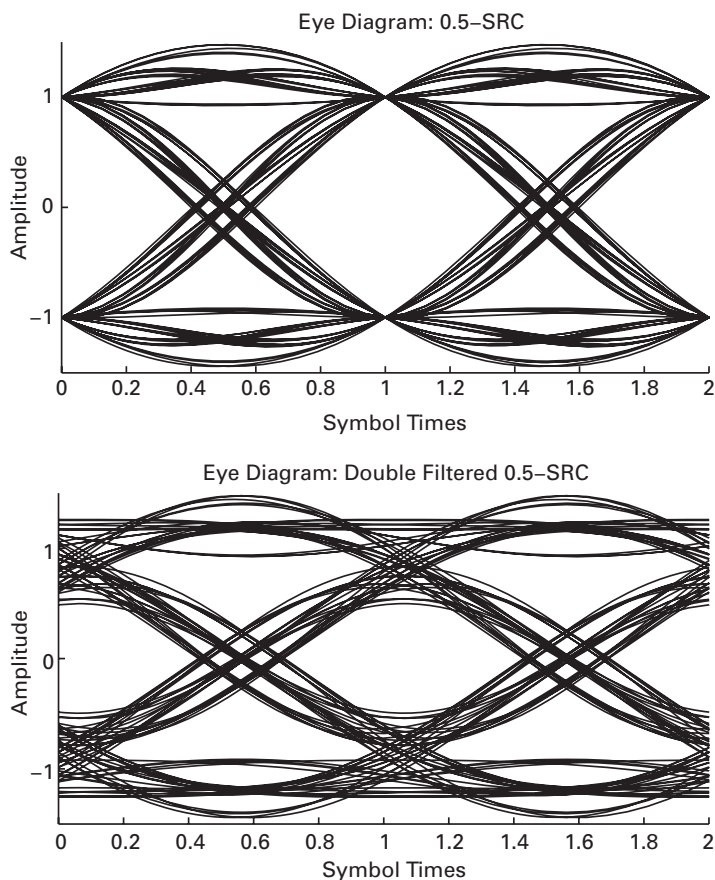 Eye Diagram: 0.5–SRC
1
0
–1
Amplitude
0 0.2 0.4 0.6 0.8 1 1.2 1.4 1.6 1.8 2
Symbol Times
Eye Diagram: Double Filtered 0.5–SRC
1
0
–1
Amplitude
0 0.2 0.4 0.6 0.8 1 1.2 1.4 1.6 1.8 2
Symbol Times